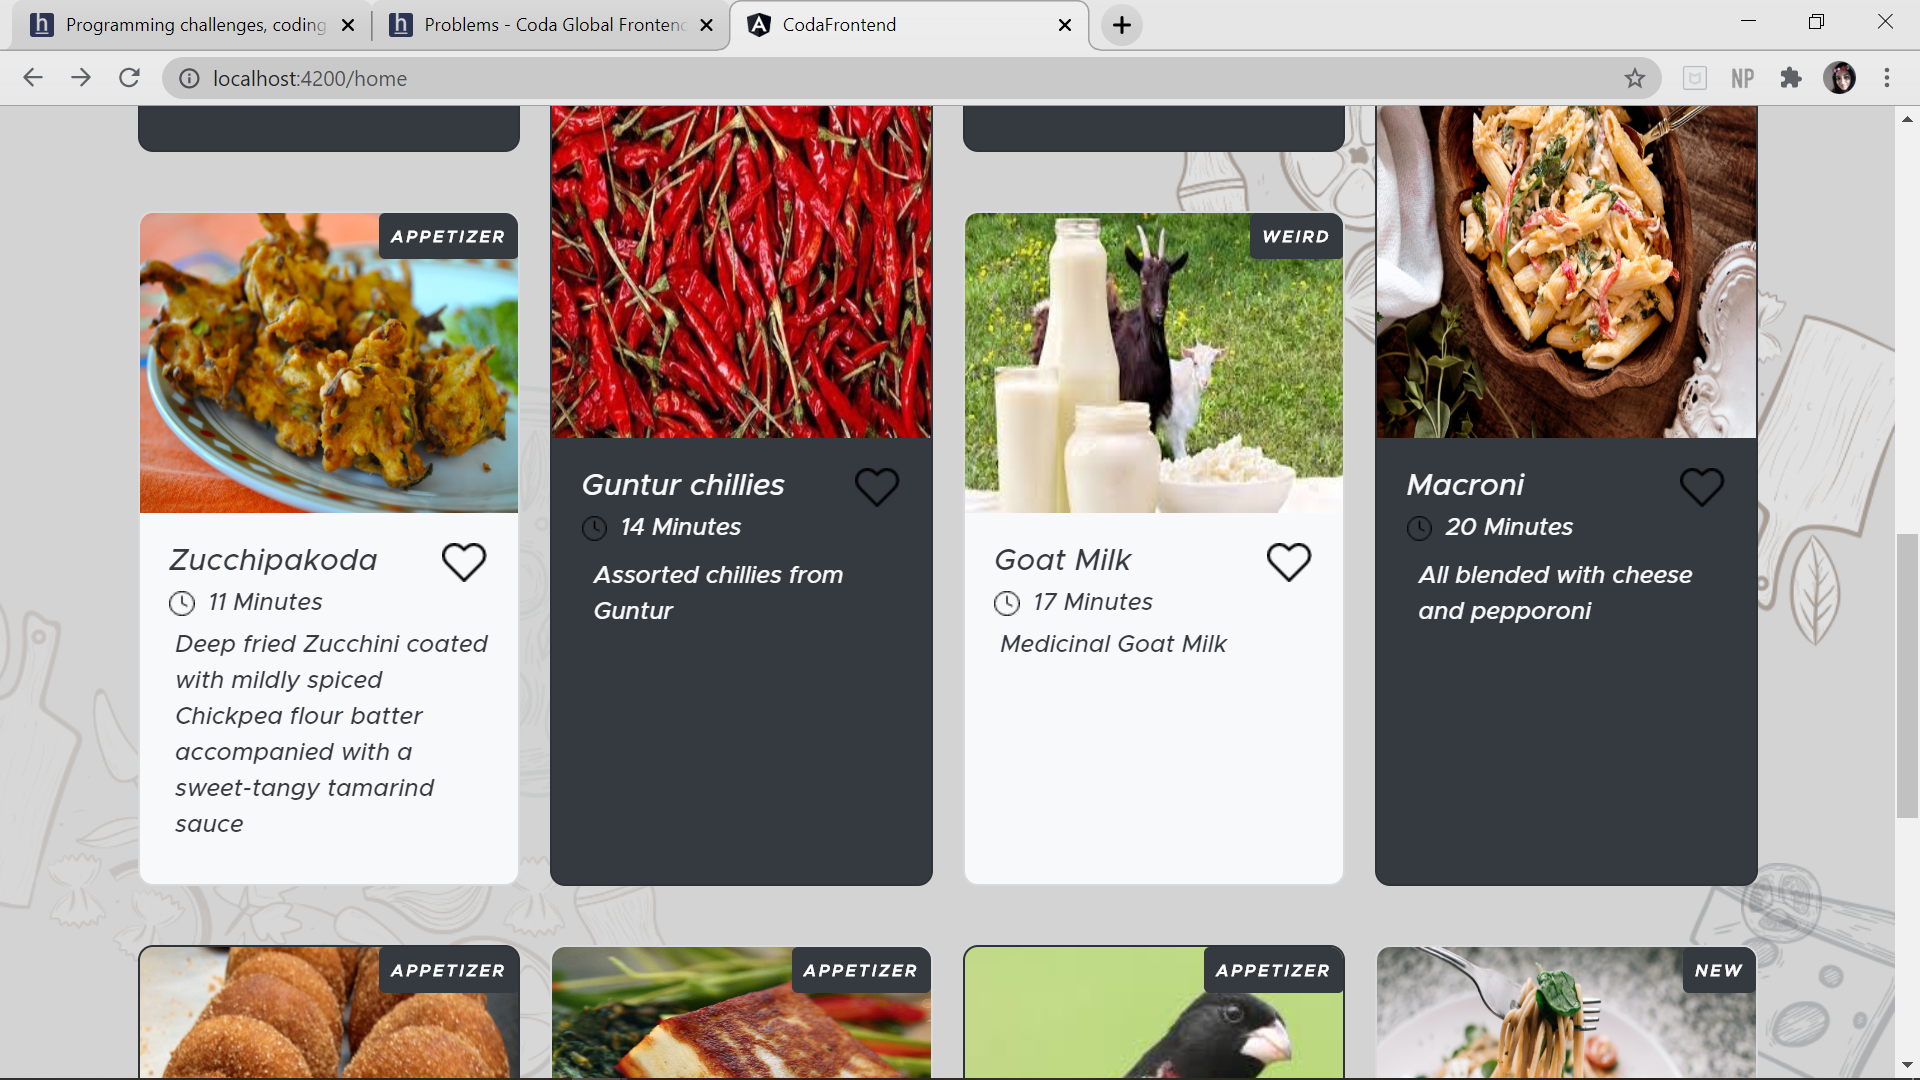 Programming challenges, coding
Problems - Coda Global Frontend
CodaFrontend
localhost:4200/home
NP
APPETIZER
Zucchipakoda
11 Minutes
Deep fried Zucchini coated
with mildly spiced
Chickpea flour batter
accompanied with a
sweet-tangy tamarind
sauce
Guntur chillies
14 Minutes
Assorted chillies from
Guntur
WEIRD
Goat Milk
17 Minutes
Medicinal Goat Milk
Macroni
20 Minutes
All blended with cheese
and pepporoni
APPETIZER
APPETIZER
APPETIZER
NEW